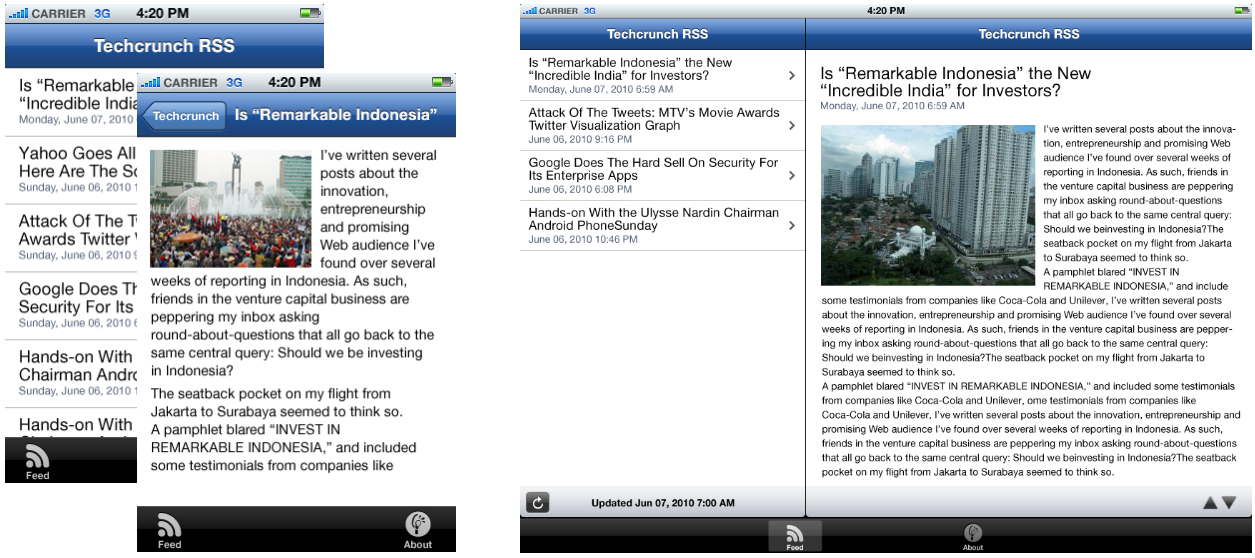 CARRIER 3G 4:20 PM
Techcrunch RSS
Is “Remarkable
“Incredible India
Monday, June 07, 2010
Yahoo Goes All
Here Are The
Sunday, June 06, 2010
Attack Of The
Awards Twitter
Sunday, June 06, 2010
Google Does
Security For Its
Sunday, June 06, 2010
Hands-on With
Chairman
Sunday, June 06, 2010
Hands-on With
Feed
CARRIER 3G 4:20 PM
Techcrunch Is “Remarkable Indonesia”
I’ve written several
posts about the
innovation,
entrepreneurship
and promising
Web audience I’ve
found over several
weeks of reporting in Indonesia. As such,
friends in the venture capital business are
peppering my inbox asking
round-about-questions that all go back to the
same central query: Should we be investing
in Indonesia?
The seatback pocket on my flight from
Jakarta to Surabaya seemed to think so.
A pamphlet blared “INVEST IN
REMARKABLE INDONESIA,” and included
some testimonials from companies like
Feed About
CARRIER 3G 4:20 PM
Techcrunch RSS
Is “Remarkable Indonesia” the New
“Incredible India” for Investors?
Monday, June 07, 2010 6:59 AM
Attack Of The Tweets: MTV’s Movie Awards
Twitter Visualization Graph
June 06, 2010 9:16 PM
Google Does The Hard Sell On Security For
Its Enterprise Apps
June 06, 2010 6:08 PM
Hands-on With the Ulysse Nardin Chairman
Android PhoneSunday
June 06, 2010 10:46 PM
Updated Jun 07, 2010 7:00 AM
Techcrunch RSS
Is “Remarkable Indonesia” the New
“Incredible India” for Investors?
Monday, June 07, 2010 6:59 AM
I’ve written several posts about the innova-
tion, entrepreneurship and promising Web
audience I’ve found over several weeks of
reporting in Indonesia. As such, friends in
the venture capital business are peppering
my inbox asking round-about-questions
that all go back to the same central query:
Should we beinvesting in Indonesia?The
seatback pocket on my flight from Jakarta
to Surabaya seemed to think so.
A pamphlet blared “INVEST IN
REMARKABLE INDONESIA,” and include
some testimonials from companies like Coca-Cola and Unilever, I’ve written several posts
about the innovation, entrepreneurship and promising Web audience I’ve found over several
weeks of reporting in Indonesia. As such, friends in the venture capital business are pepper-
ing my inbox asking round-about-questions that all go back to the same central query:
Should we beinvesting in Indonesia?The seatback pocket on my flight from Jakarta to
Surabaya seemed to think so.
A pamphlet blared “INVEST IN REMARKABLE INDONESIA,” and included some testimonials
from companies like Coca-Cola and Unilever, ome testimonials from companies like
Coca-Cola and Unilever, I’ve written several posts about the innovation, entrepreneurship and
promising Web audience I’ve found over several weeks of reporting in Indonesia. As such,
friends in the venture capital business are peppering my inbox asking round-about-questions
that all go back to the same central query: Should we beinvesting in Indonesia?The seatback
pocket on my flight from Jakarta to Surabaya seemed to think so.
Feed About